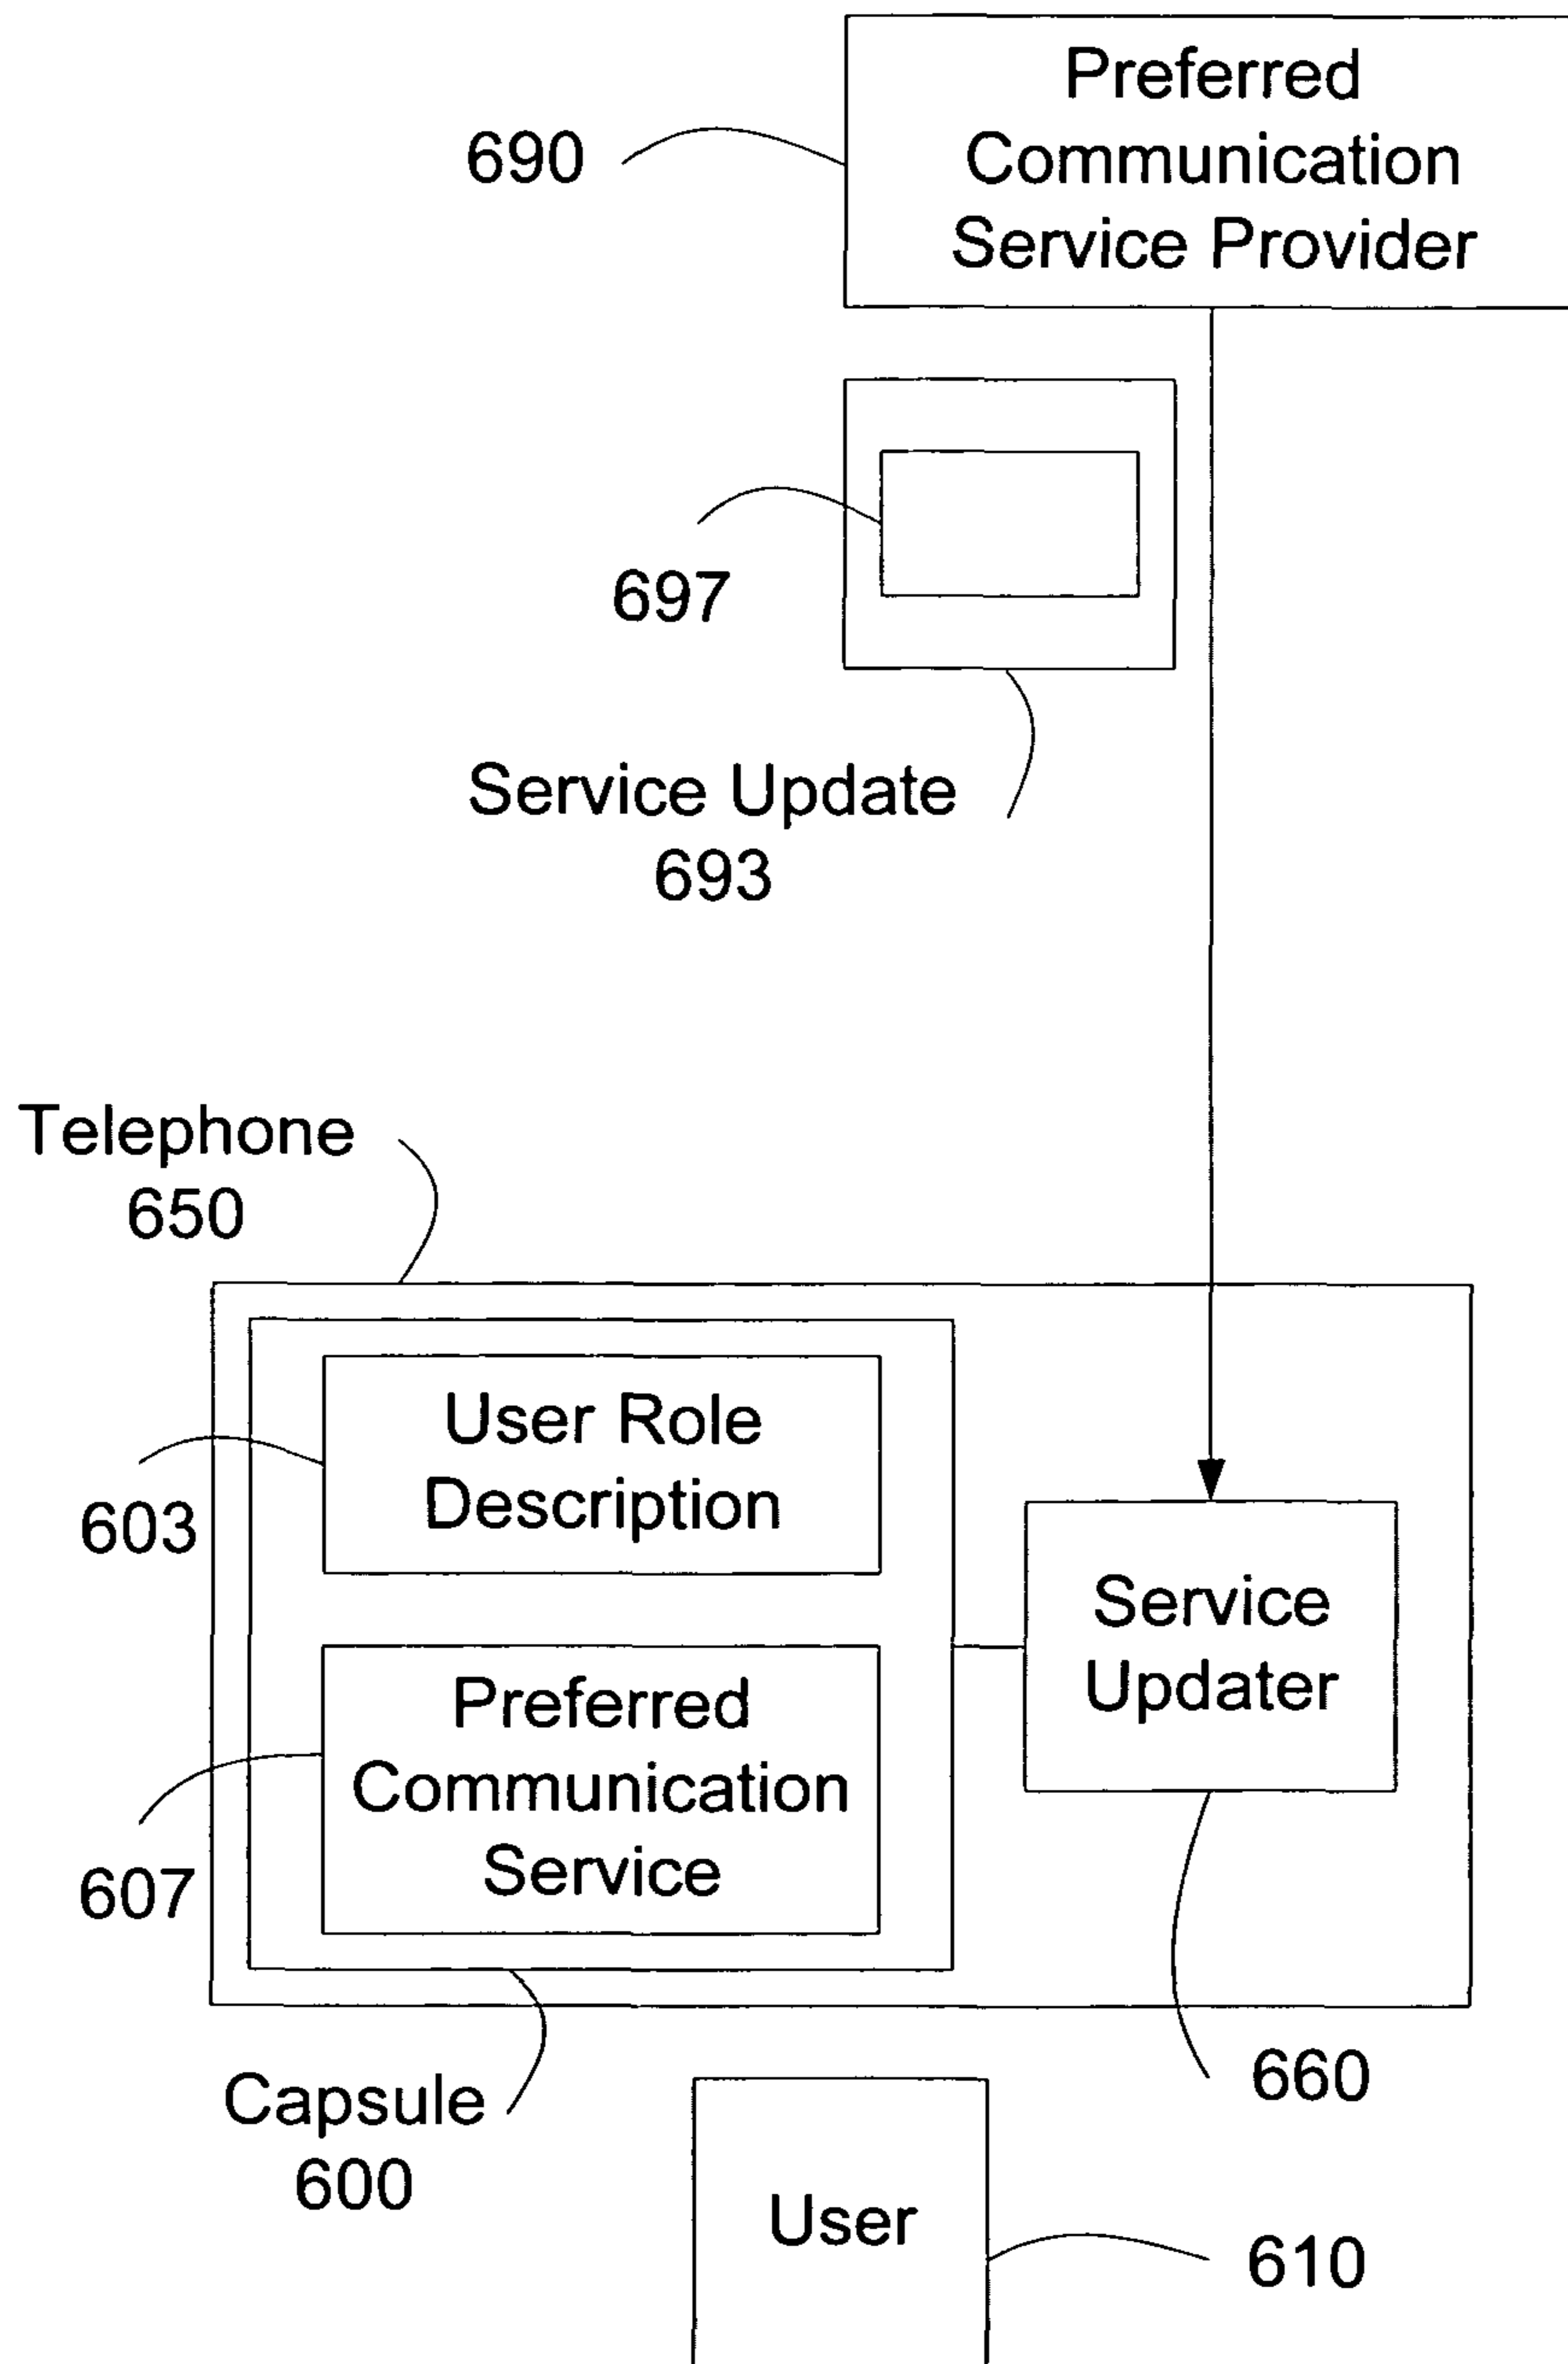 Preferred
Communication
Service Provider
690
697
Service Update
693
Telephone
650
User Role
Description
603
Service
Updater
Preferred
Communication
Service
607
660
Capsule
600
User
610